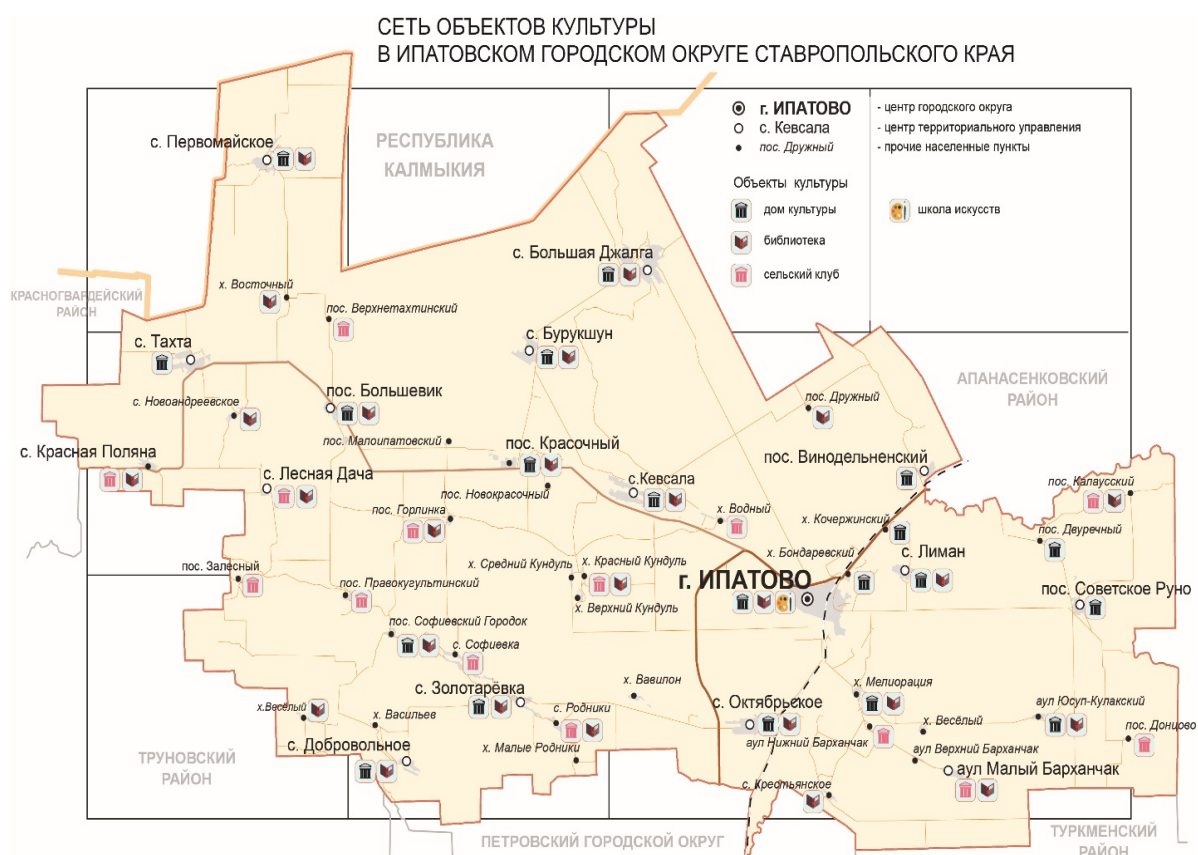 СЕТЬ ОБЪЕКТОВ КУЛЬТУРЫ
В ИПАТОВСКОМ ГОРОДСКОМ ОКРУГЕ СТАВРОПОЛЬСКОГО КРАЯ
г. ИПАТОВО - центр городского округа
с. Кевсала - центр территориального управления
пос. Дружный - прочие населенные пункты
Объекты культуры
дом культуры
школа искусств
библиотека
сельский клуб
с. Первомайское
РЕСПУБЛИКА
КАЛМЫКИЯ
с. Большая Джалга
КРАСНОГВАРДЕЙСКИЙ
РАЙОН
х. Восточный
пос. Верхнетахтинский
с. Тахта
с. Бурукшун
АПАНАСЕНКОВСКИЙ
РАЙОН
с. Новоандреевское
пос. Большевик
пос. Дружный
пос. Малоипатовский
пос. Красочный
с. Красная Поляна
с. Лесная Дача
пос. Винодельненский
с.Кевсала
пос. Калаусский
пос. Новокрасочный
пос. Горлинка
х. Водный
х. Кочержинский
пос. Двуречный
х. Бондаревский
с. Лиман
пос. Залесный
х. Средний Кундуль
х. Красный Кундуль
г. ИПАТОВО
пос. Правокугультинский
х. Верхний Кундуль
пос. Советское Руно
пос. Софиевский Городок
с. Софиевка
с. Золотарёвка
х. Вавилон
х. Мелиорация
х.Весёлый
х. Васильев
с. Родники
с. Октябрьское
аул Юсуп-Кулакский
х. Весёлый
пос. Донцово
с. Добровольное
х. Малые Родники
аул Нижний Барханчак
аул Верхний Барханчак
аул Малый Барханчак
ТРУНОВСКИЙ
РАЙОН
с. Крестьянское
ПЕТРОВСКИЙ ГОРОДСКОЙ ОКРУГ
ТУРКМЕНСКИЙ
РАЙОН